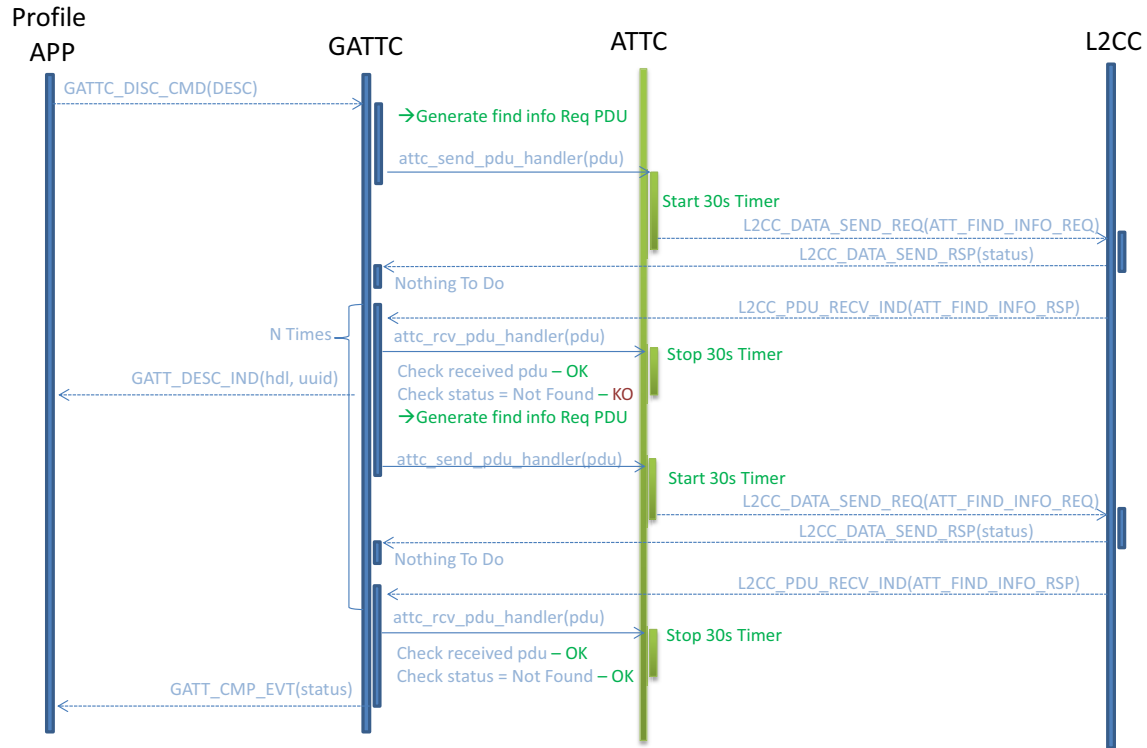 Profile
APP
GATTC
ATTC
L2CC
GATTC_DISC_CMD(DESC)
→Generate find info Req PDU
attc_send_pdu_handler(pdu)
Start 30s Timer
L2CC_DATA_SEND_REQ(ATT_FIND_INFO_REQ)
L2CC_DATA_SEND_RSP(status)
Nothing To Do
L2CC_PDU_RECV_IND(ATT_FIND_INFO_RSP)
N Times
attc_rcv_pdu_handler(pdu)
Stop 30s Timer
Check received pdu – OK
GATT_DESC_IND(hdl, uuid)
Check status = Not Found – KO
→Generate find info Req PDU
attc_send_pdu_handler(pdu)
Start 30s Timer
L2CC_DATA_SEND_REQ(ATT_FIND_INFO_REQ)
L2CC_DATA_SEND_RSP(status)
Nothing To Do
L2CC_PDU_RECV_IND(ATT_FIND_INFO_RSP)
attc_rcv_pdu_handler(pdu)
Stop 30s Timer
Check received pdu – OK
Check status = Not Found – OK
GATT_CMP_EVT(status)